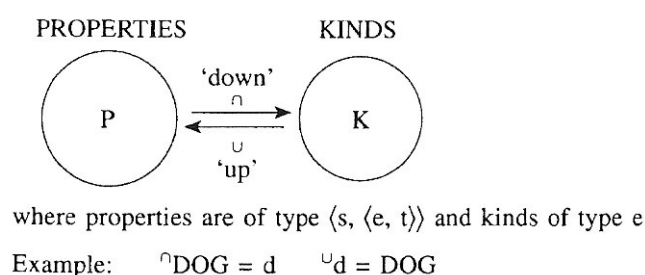 PROPERTIES KINDS
‘down’
∩
P K
∪
‘up’
where properties are of type ⟨s, ⟨e, t⟩⟩ and kinds of type e
Example: ∩DOG = d ∪d = DOG